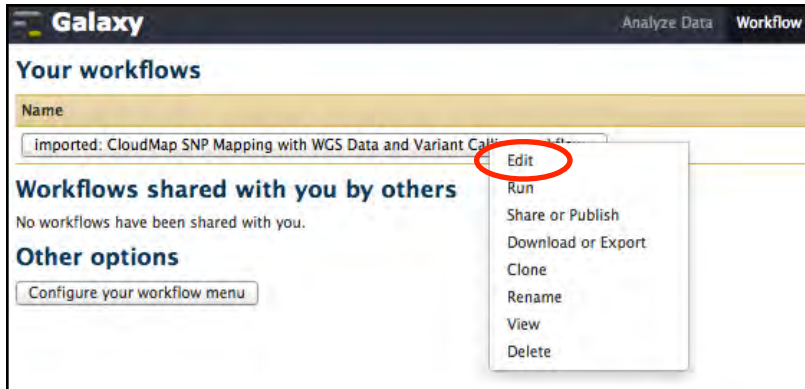 Galaxy
Analyze Data Workflow
Your workflows
Name
imported: CloudMap SNP Mapping with WGS Data and Variant
Edit
Run
Workflows shared with you by others
Share or Publish
No workflows have been shared with you.
Download or Export
Other options
Clone
Configure your workflow menu
Rename
View
Delete